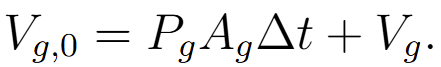 $V_{g,0} = P_g A_g \Delta t + V_g.$